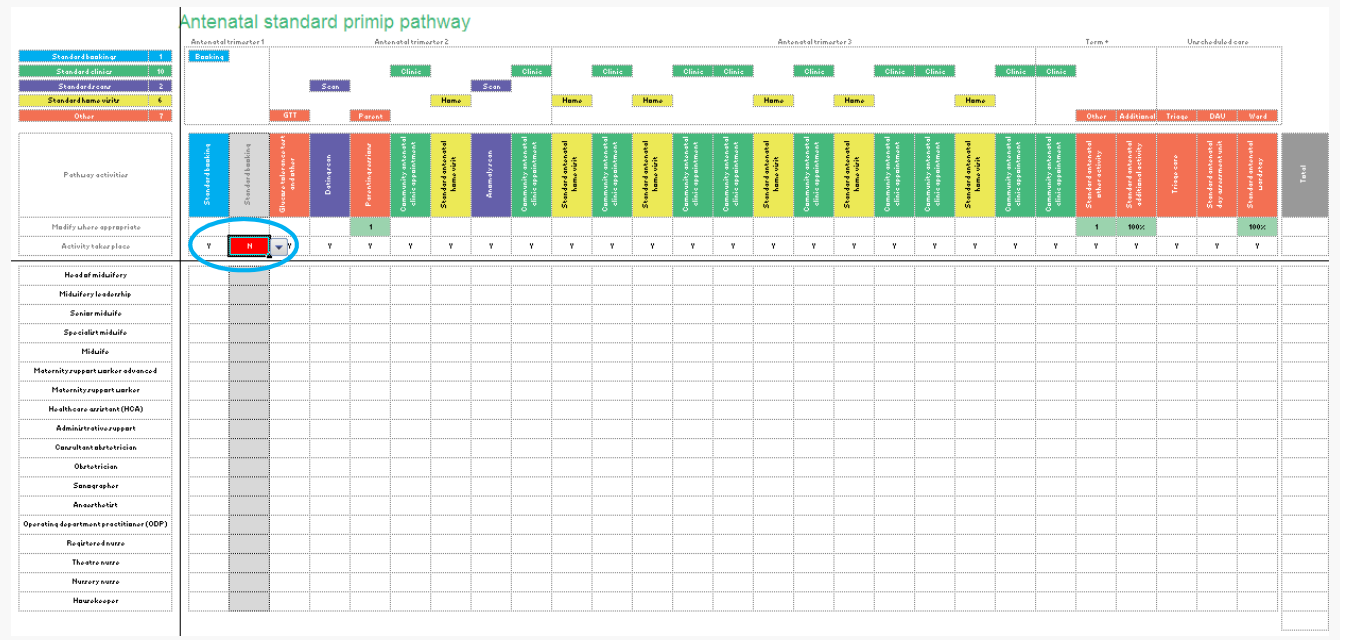 Antenatal standard primip pathway
Antenatal trimester 1 Antenatal trimester 2 Antenatal trimester 3 Term + Unscheduled care
Standard bookings 1 Booking
Standard clinics 10 Clinic Clinic Clinic Clinic Clinic Clinic Clinic Clinic Clinic Clinic
Standard scans 2 Scan Scan
Standard home visits 6 Home Home Home Home Home Home
Other 7 GTT Parent Other Additional Triage DAU Ward
Pathway activities
Standard booking
Standard booking
Glucose tolerance test
and other
Dating scan
Parenting sessions
Community antenatal
clinic appointment
Standard antenatal
home visit
Anomaly scan
Community antenatal
clinic appointment
Standard antenatal
home visit
Community antenatal
clinic appointment
Standard antenatal
home visit
Community antenatal
clinic appointment
Community antenatal
clinic appointment
Standard antenatal
home visit
Community antenatal
clinic appointment
Standard antenatal
home visit
Community antenatal
clinic appointment
Community antenatal
clinic appointment
Standard antenatal
home visit
Community antenatal
clinic appointment
Community antenatal
clinic appointment
Standard antenatal
other activity
Standard antenatal
additional activity
Triage care
Standard antenatal
day assessment unit
Standard antenatal
ward stay
Total
Modify where appropriate 1 1 100% 100%
Activity takes place Y N Y Y Y Y Y Y Y Y Y Y Y Y Y Y Y Y Y Y Y Y Y Y Y Y Y
Head of midwifery
Midwifery leadership
Senior midwife
Specialist midwife
Midwife
Maternity support worker advanced
Maternity support worker
Healthcare assistant (HCA)
Administrative support
Consultant obstetrician
Obstetrician
Sonographer
Anaesthetist
Operating department practitioner (ODP)
Registered nurse
Theatre nurse
Nursery nurse
Housekeeper